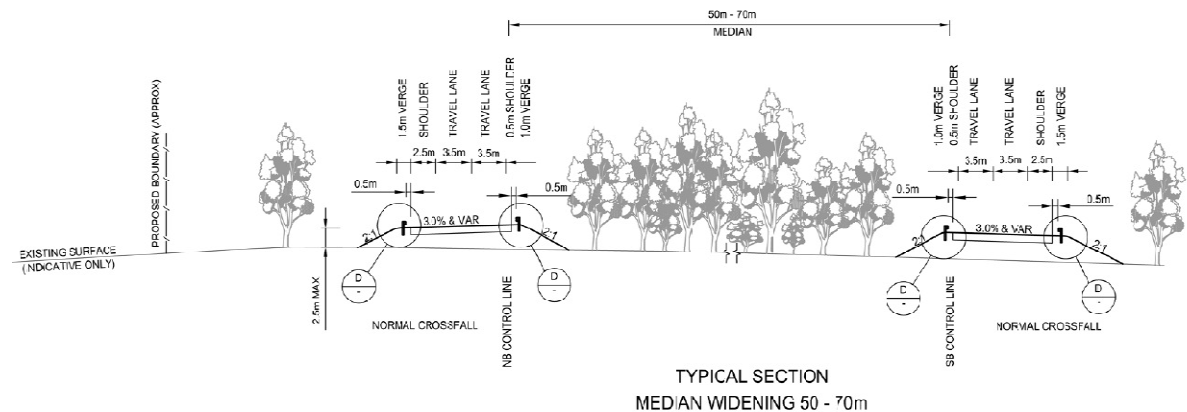 50m - 70m
MEDIAN
PROPOSED BOUNDARY (APPROX)
1.5m VERGE
SHOULDER
TRAVEL LANE
TRAVEL LANE
0.5m SHOULDER
1.0m VERGE
1.0m VERGE
0.5m SHOULDER
TRAVEL LANE
TRAVEL LANE
SHOULDER
1.5m VERGE
2.5m
3.5m
3.5m
3.5m
3.5m
2.5m
0.5m
0.5m
0.5m
0.5m
3.0% & VAR
3.0% & VAR
2:1
2:1
2:1
EXISTING SURFACE
(INDICATIVE ONLY)
D
-
D
-
D
-
D
-
2.5m MAX
NORMAL CROSSFALL
NB CONTROL LINE
SB CONTROL LINE
NORMAL CROSSFALL
TYPICAL SECTION
MEDIAN WIDENING 50 - 70m